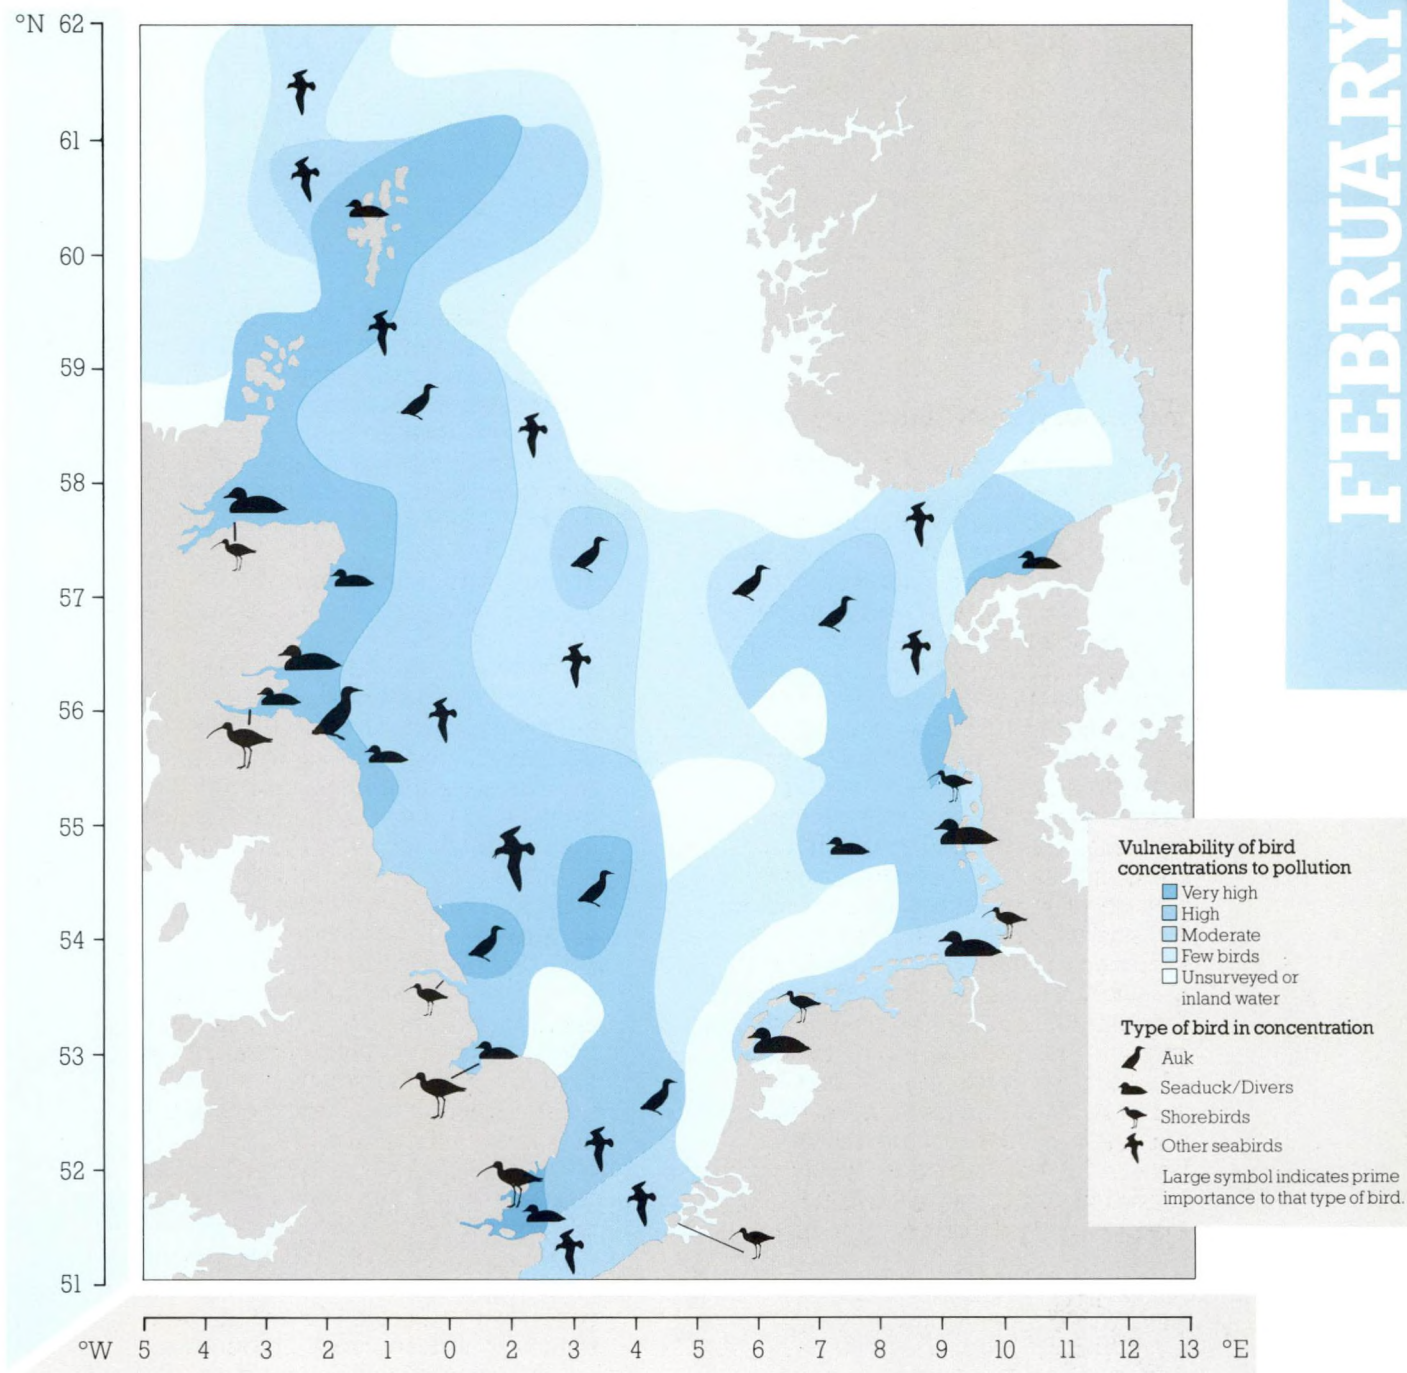 °N 62
61
60
59
58
57
56
55
54
53
52
51
°W 5 4 3 2 1 0 2 3 4 5 6 7 8 9 10 11 12 13 °E
FEBRUARY
Vulnerability of bird
concentrations to pollution
Very high
High
Moderate
Few birds
Unsurveyed or
inland water
Type of bird in concentration
Auk
Seaduck/Divers
Shorebirds
Other seabirds
Large symbol indicates prime
importance to that type of bird.